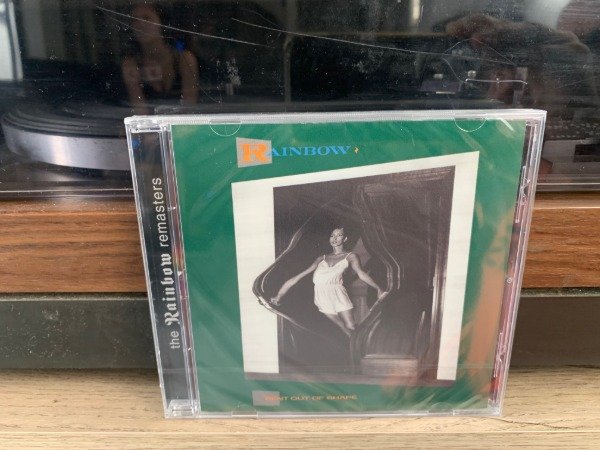 the Rainbow remasters
RAINBOW
BENT OUT OF SHAPE